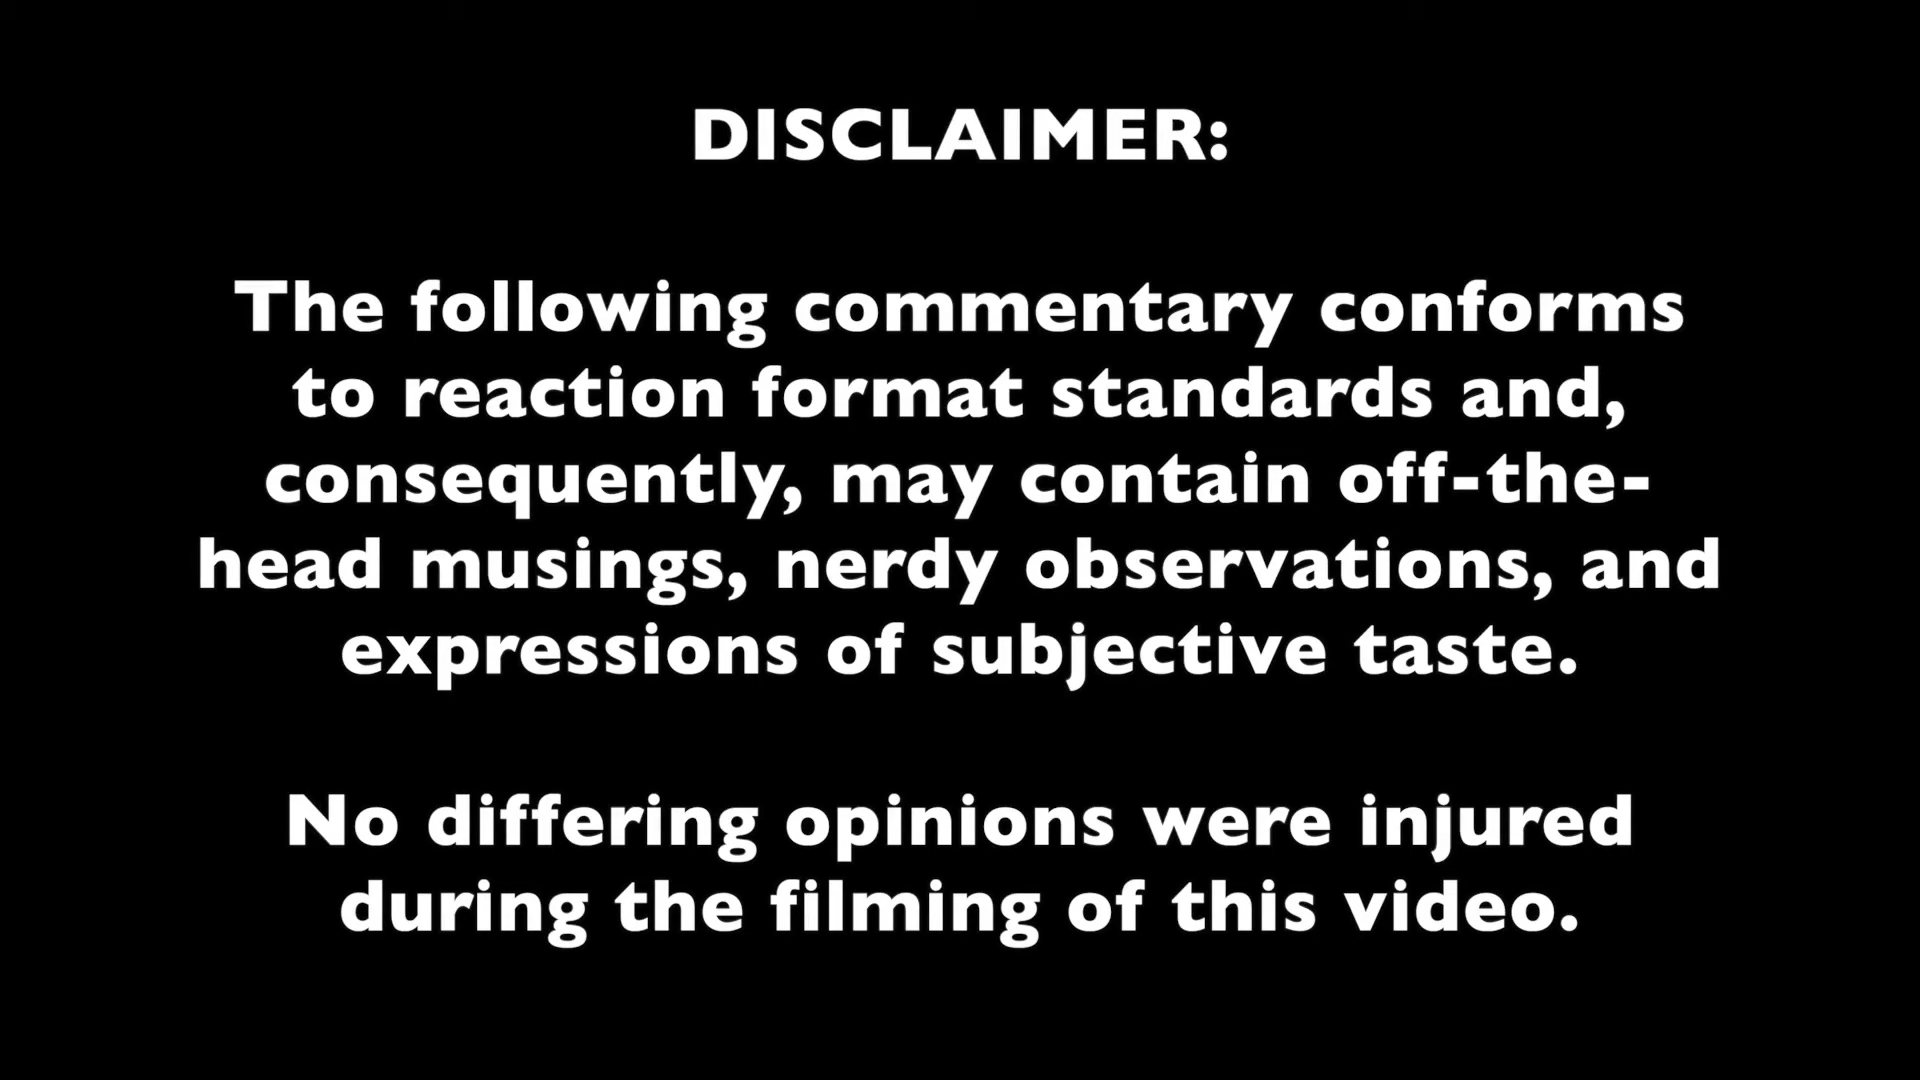 DISCLAIMER:
The following commentary conforms
to reaction format standards and,
consequently, may contain off-the-
head musings, nerdy observations, and
expressions of subjective taste.
No differing opinions were injured
during the filming of this video.